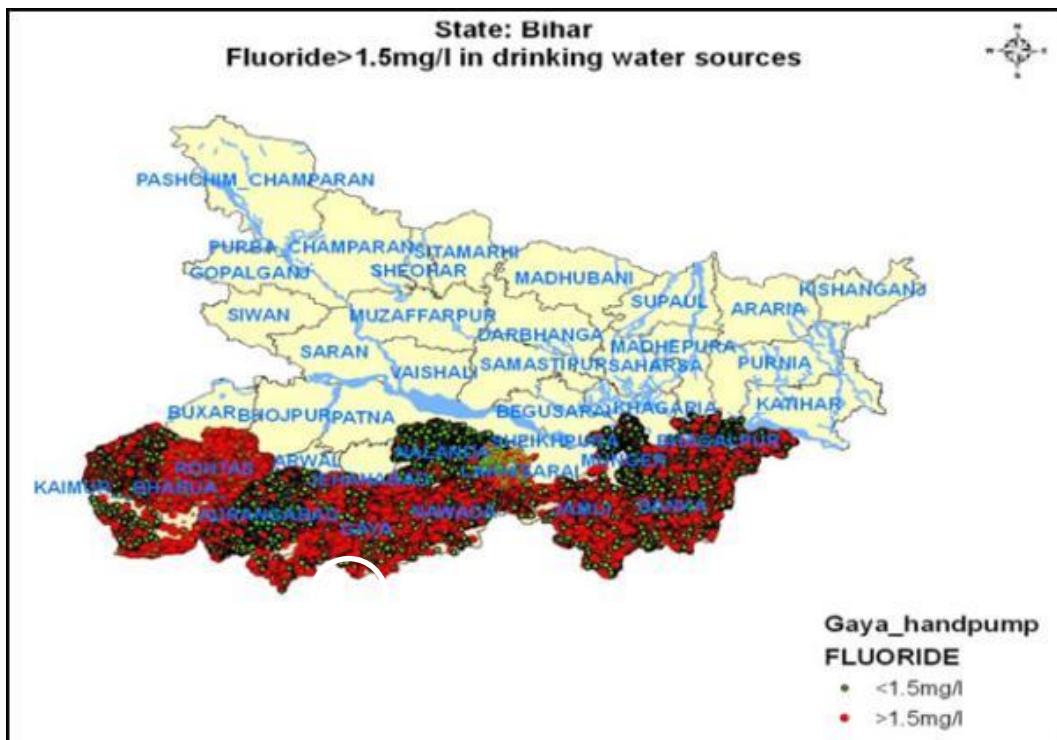 State: Bihar
Fluoride>1.5mg/l in drinking water sources
N
W E
S
PASHCHIM_CHAMPARAN
PURBA_CHAMPARAN
SITAMARHI
GOPALGANJ
SHEOHAR
MADHUBANI
KISHANGANJ
SUPAUL
ARARIA
SIWAN
MUZAFFARPUR
DARBHANGA
MADHEPURA
SARAN
VAISHALI
SAMASTIPUR
SAHARSA
PURNIA
BUXAR
BHOJPUR
PATNA
BEGUSARAI
KHAGARIA
KATIHAR
SHEIKHPURA
BHAGALPUR
NALANDA
MUNGER
ROHTAS
ARWAL
LAKHISARAI
JEHANABAD
KAIMUR__BHABUA
AURANGABAD
GAYA
NAWADA
JAMUI
BANKA
Gaya_handpump
FLUORIDE
<1.5mg/l
>1.5mg/l